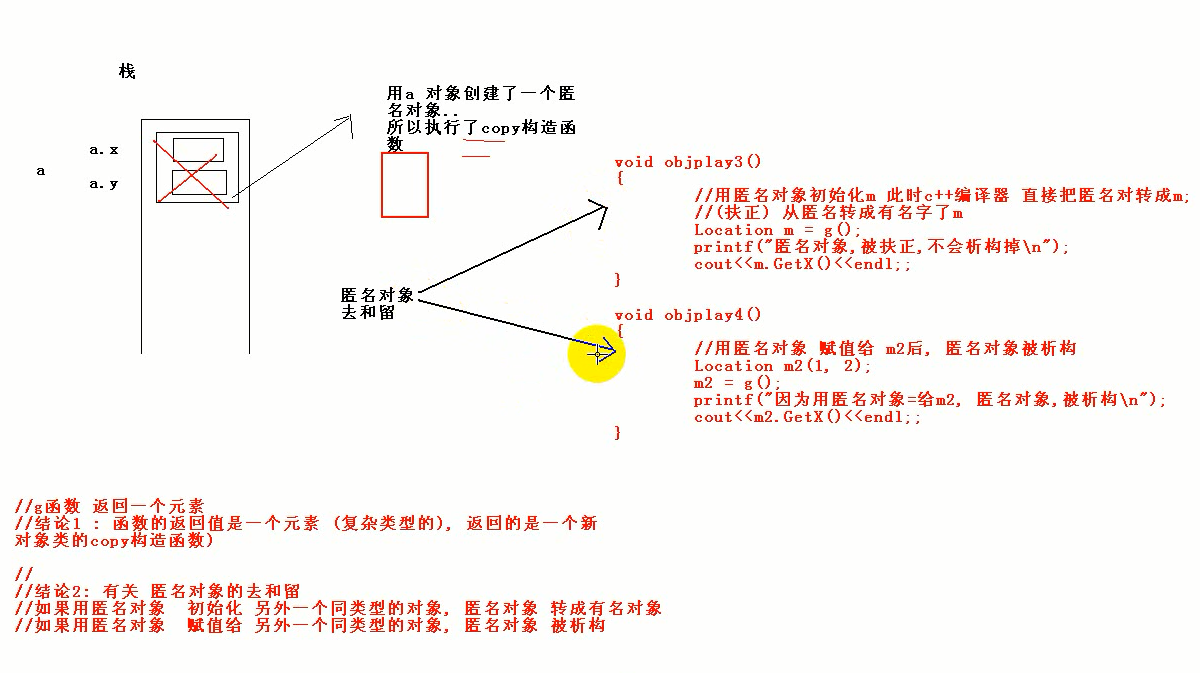 栈
a.x
a
a.y
用a 对象创建了一个匿
名对象..
所以执行了copy构造函
数
匿名对象
去和留
void objplay3()
{
//用匿名对象初始化m 此时c++编译器 直接把匿名对转成m;
//(扶正) 从匿名转成有名字了m
Location m = g();
printf("匿名对象,被扶正,不会析构掉\n");
cout<<m.GetX()<<endl;;
}
void objplay4()
{
//用匿名对象 赋值给 m2后, 匿名对象被析构
Location m2(1, 2);
m2 = g();
printf("因为用匿名对象=给m2, 匿名对象,被析构\n");
cout<<m2.GetX()<<endl;;
}
//g函数 返回一个元素
//结论1 : 函数的返回值是一个元素 (复杂类型的), 返回的是一个新
对象类的copy构造函数)
//
//结论2: 有关 匿名对象的去和留
//如果用匿名对象  初始化 另外一个同类型的对象, 匿名对象 转成有名对象
//如果用匿名对象  赋值给 另外一个同类型的对象, 匿名对象 被析构